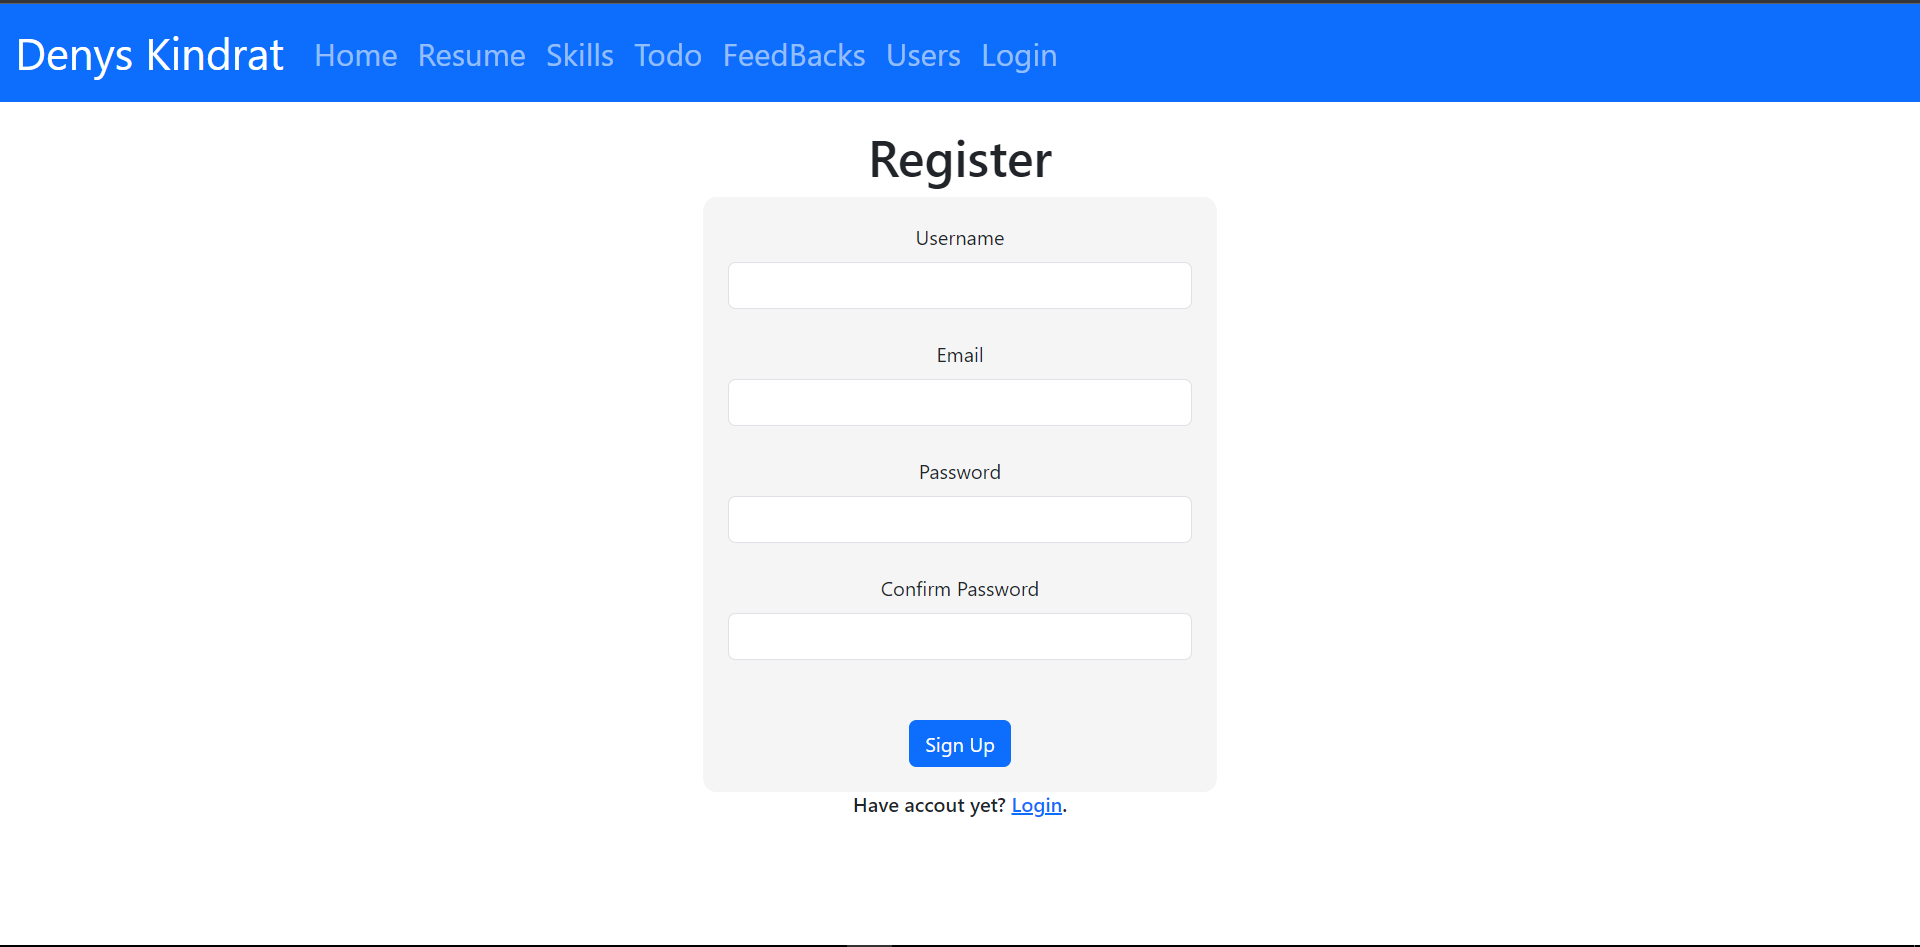 Denys Kindrat Home Resume Skills Todo FeedBacks Users Login
Register
Username
Email
Password
Confirm Password
Sign Up
Have accout yet? Login.